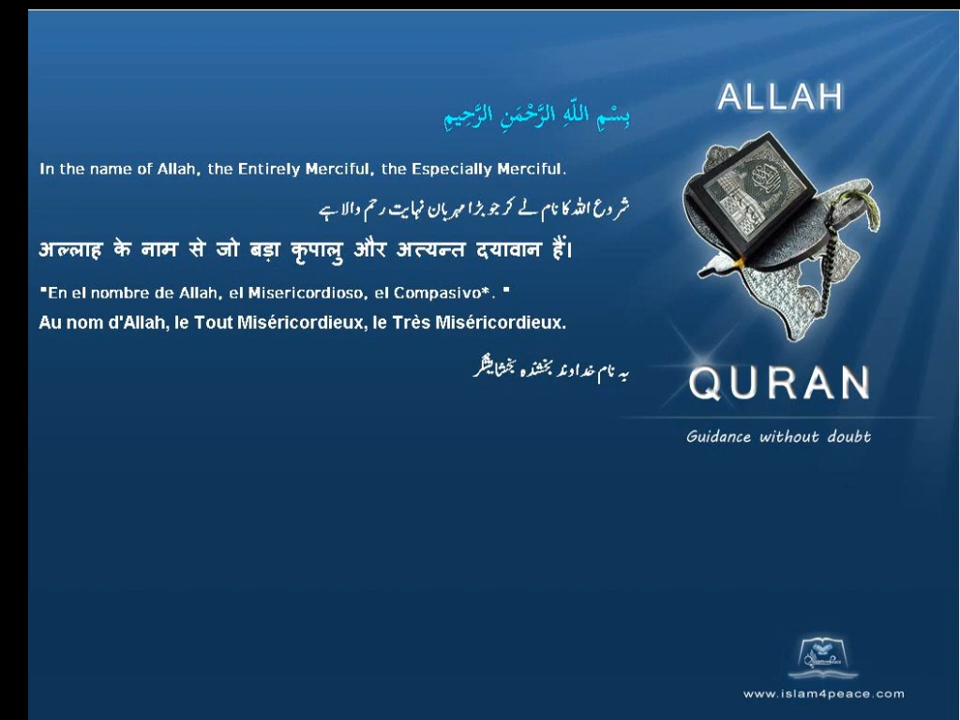 بِسْمِ اللَّهِ الرَّحْمَنِ الرَّحِيمِ
In the name of Allah, the Entirely Merciful, the Especially Merciful.
شروع الله کا نام لے کر جو بڑا مہربان نہایت رحم والا ہے
अल्लाह के नाम से जो बड़ा कृपालु और अत्यन्त दयावान हैं।
"En el nombre de Allah, el Misericordioso, el Compasivo*. "
Au nom d'Allah, le Tout Miséricordieux, le Très Miséricordieux.
به نام خداوند بخشنده بخشایشگر
ALLAH
QURAN
Guidance without doubt
www.islam4peace.com